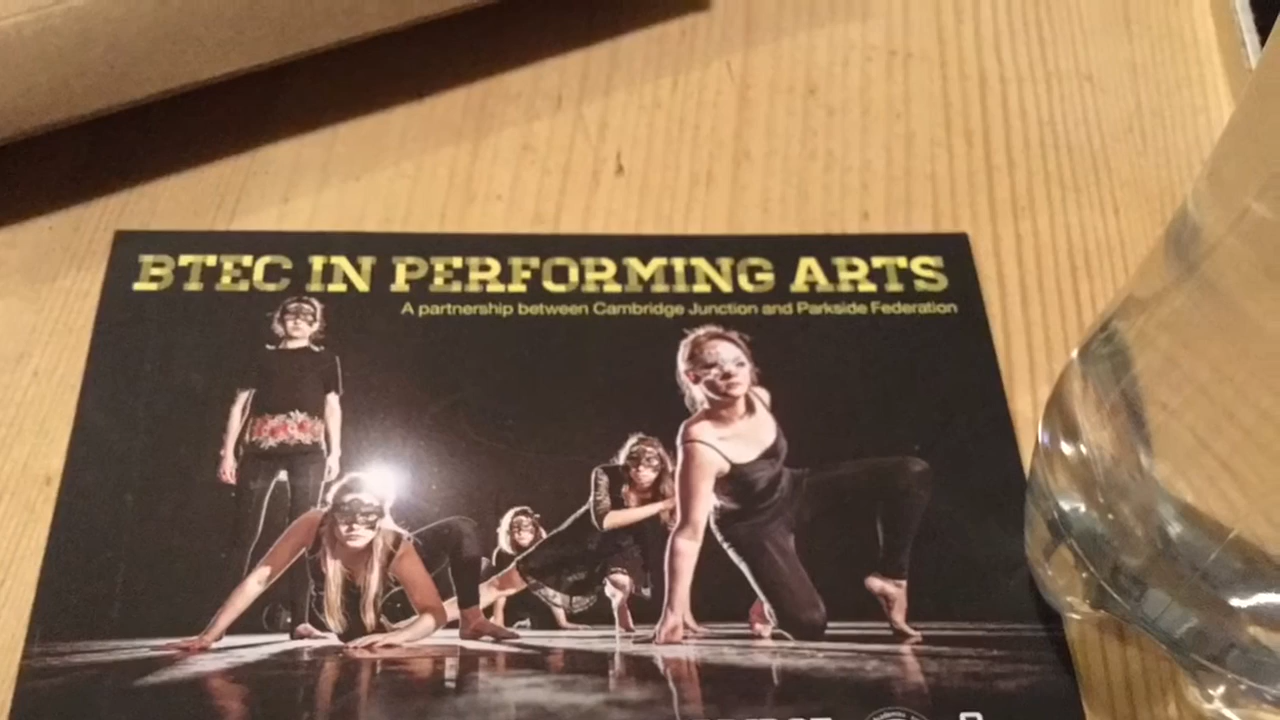 BTEC IN PERFORMING ARTS
A partnership between Cambridge Junction and Parkside Federation